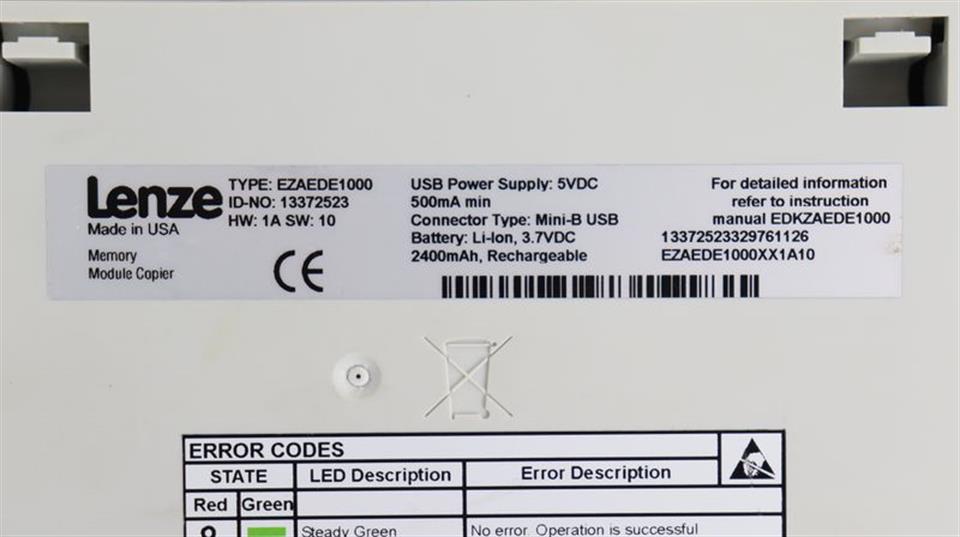 Lenze
Made in USA
Memory
Module Copier
TYPE: EZAEDE1000
ID-NO: 13372523
HW: 1A SW: 10
CE
USB Power Supply: 5VDC
500mA min
Connector Type: Mini-B USB
Battery: Li-Ion, 3.7VDC
2400mAh, Rechargeable
For detailed information
refer to instruction
manual EDKZAEDE1000
13372523329761126
EZAEDE1000XX1A10
ERROR CODES
STATE LED Description Error Description
Red Green
Steady Green No error. Operation is successful